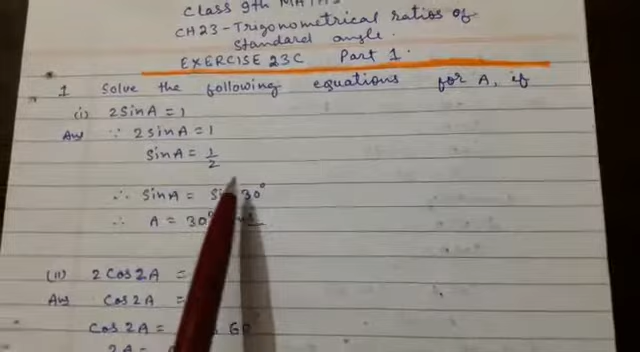 Class 9th MATHS
CH23-Trigonometrical ratios of
Standard angle.
EXERCISE 23C Part 1.
1 Solve the following equations for A, if
(i) 2 sin A = 1
Ans ∵ 2 sin A = 1
sin A = 1/2
∴ sin A = sin 30°
∴ A = 30°
(ii) 2 Cos 2A =
Ans Cos 2A =
Cos 2A = 60°
2A =